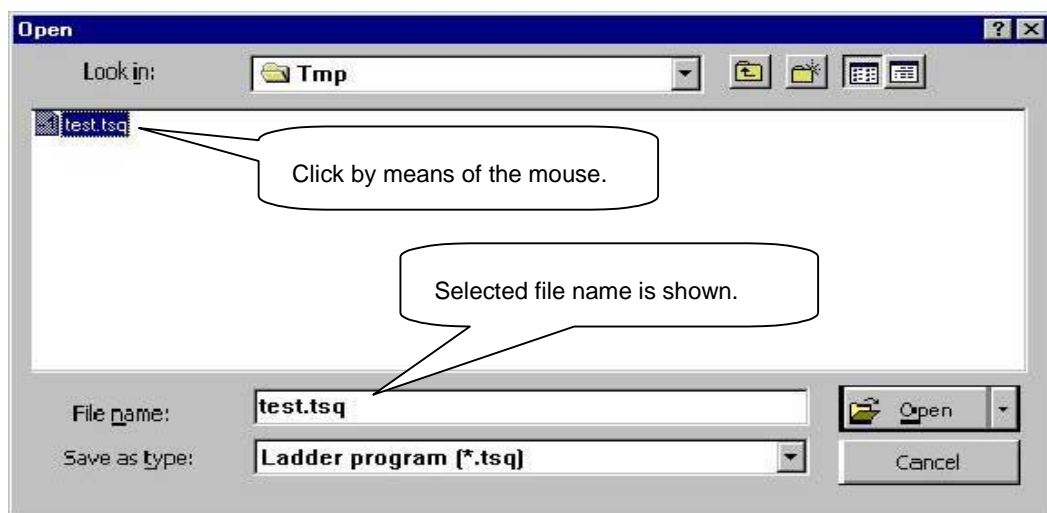 Open
Look in:
Tmp
test.tsq
Click by means of the mouse.
Selected file name is shown.
File name:
test.tsq
Open
Save as type:
Ladder program (*.tsq)
Cancel